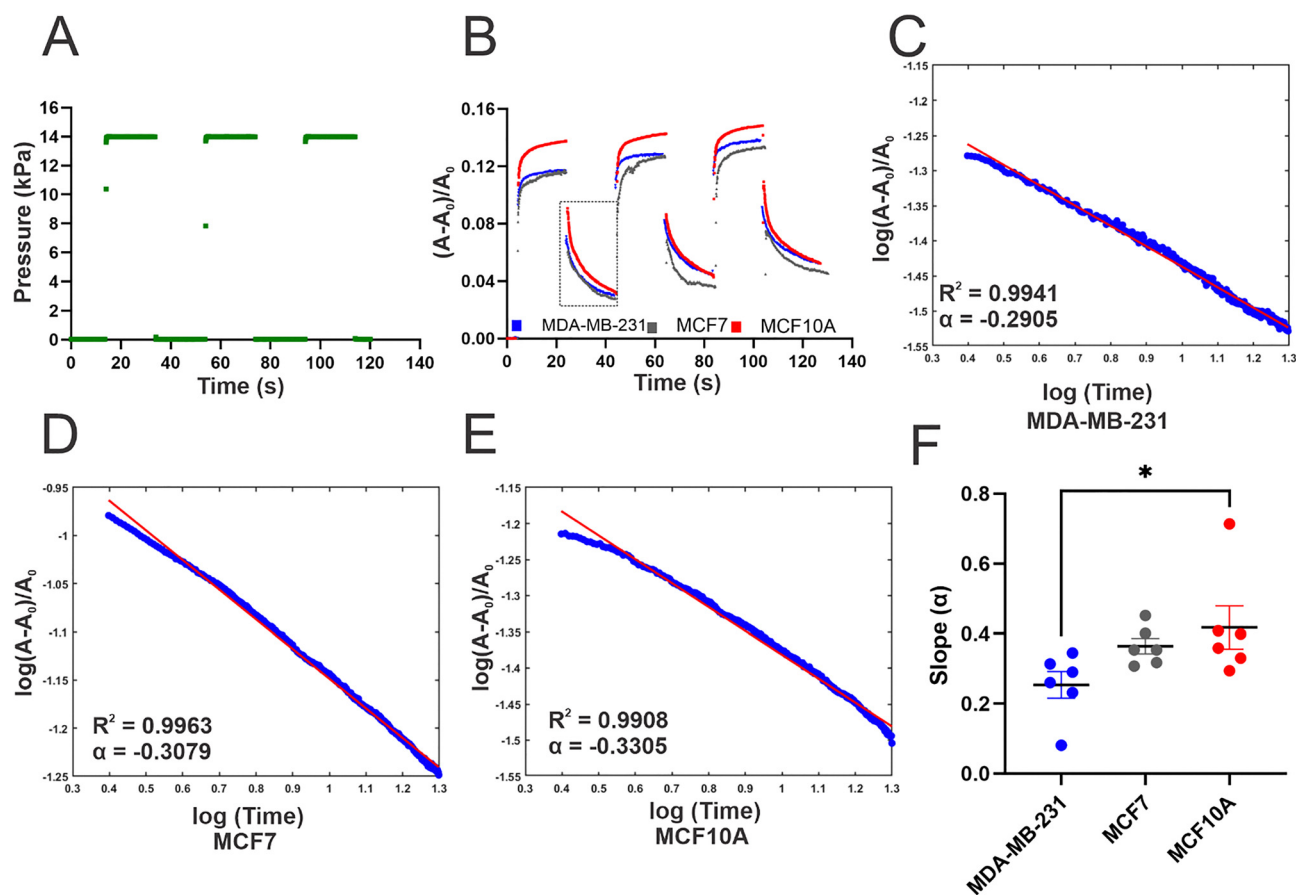 A
B
C
Pressure (kPa)
16
14
12
10
8
6
4
2
0
0 20 40 60 80 100 120 140
Time (s)
(A-A₀)/A₀
0.16
0.12
0.08
0.04
0.00
MDA-MB-231 MCF7 MCF10A
0 20 40 60 80 100 120 140
Time (s)
log(A-A₀)/A₀
-1.15
-1.2
-1.25
-1.3
-1.35
-1.4
-1.45
-1.5
-1.55
R² = 0.9941
α = -0.2905
0.3 0.4 0.5 0.6 0.7 0.8 0.9 1 1.1 1.2 1.3
log (Time)
MDA-MB-231
D
E
F
log(A-A₀)/A₀
-0.95
-1
-1.05
-1.1
-1.15
-1.2
-1.25
R² = 0.9963
α = -0.3079
0.3 0.4 0.5 0.6 0.7 0.8 0.9 1 1.1 1.2 1.3
log (Time)
MCF7
log(A-A₀)/A₀
-1.15
-1.2
-1.25
-1.3
-1.35
-1.4
-1.45
-1.5
-1.55
R² = 0.9908
α = -0.3305
0.3 0.4 0.5 0.6 0.7 0.8 0.9 1 1.1 1.2 1.3
log (Time)
MCF10A
*
Slope (α)
0.8
0.6
0.4
0.2
0.0
MDA-MB-231
MCF7
MCF10A